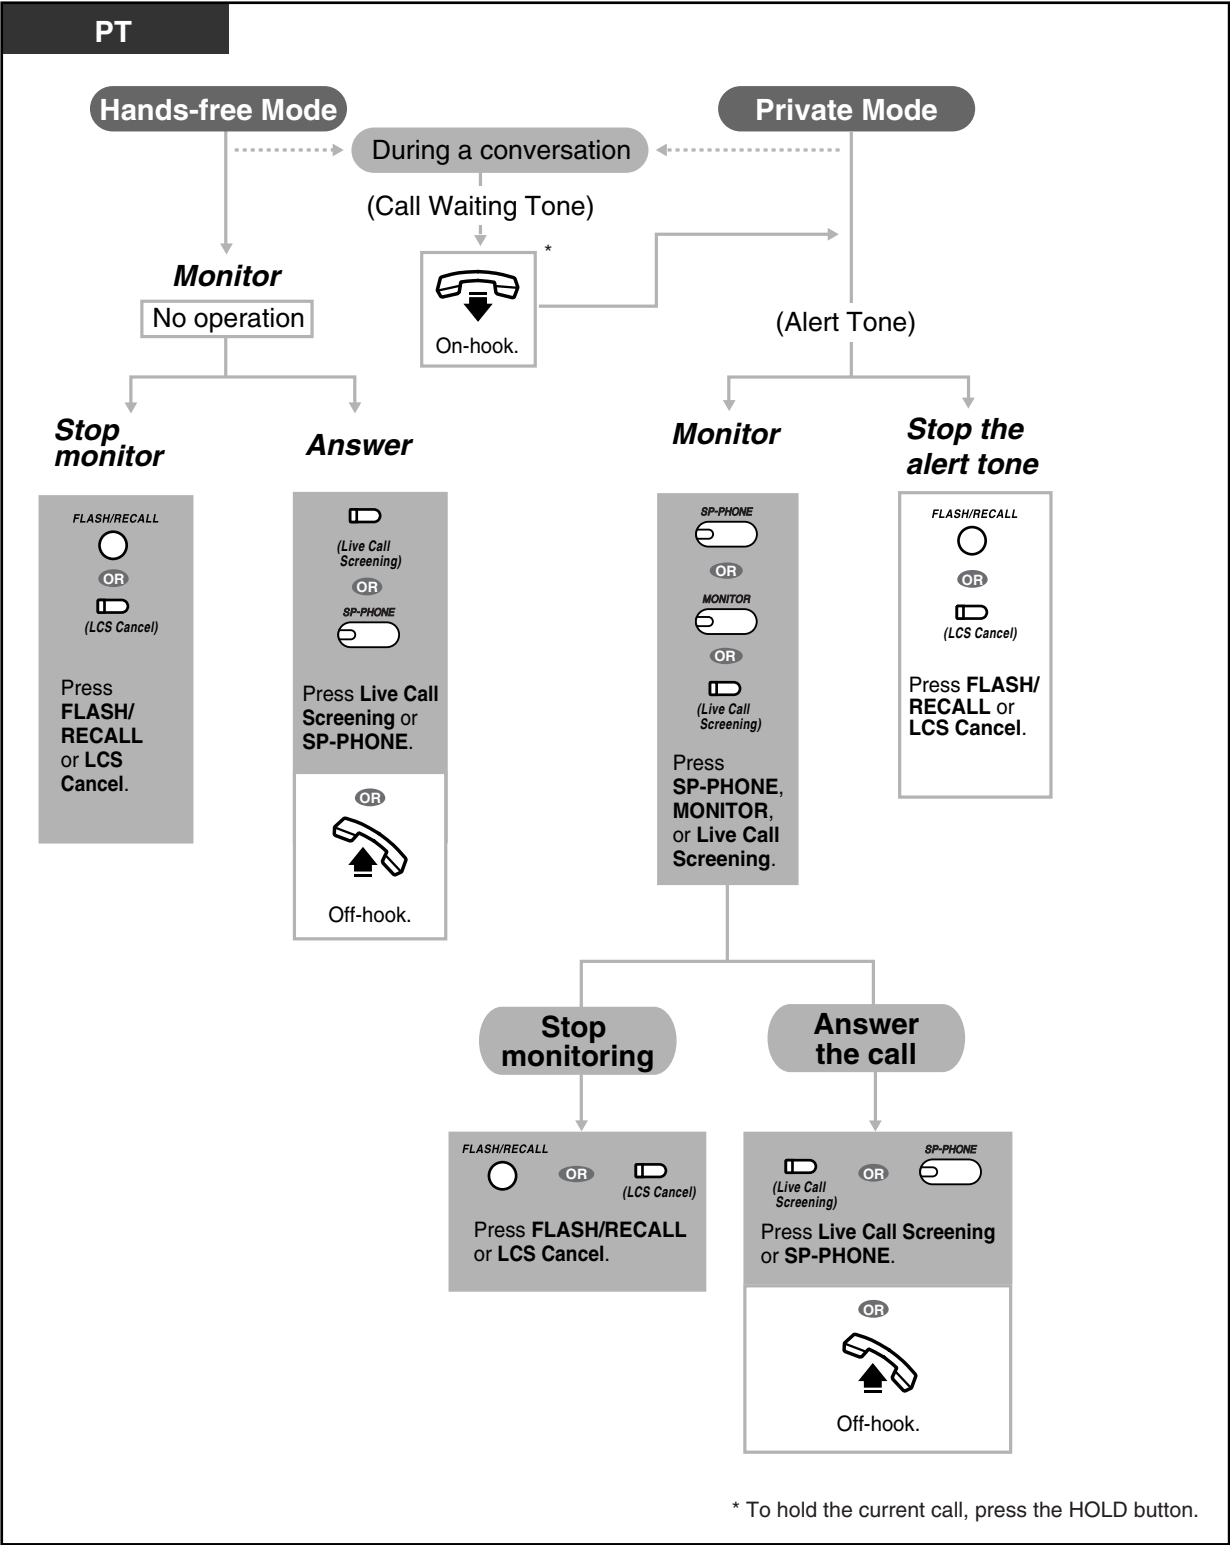 PT
Hands-free Mode
Private Mode
During a conversation
(Call Waiting Tone)
*
On-hook.
Monitor
No operation
(Alert Tone)
Stop
monitor
FLASH/RECALL
OR
(LCS Cancel)
Press
FLASH/
RECALL
or LCS
Cancel.
Answer
(Live Call
Screening)
OR
SP-PHONE
Press Live Call
Screening or
SP-PHONE.
OR
Off-hook.
Monitor
SP-PHONE
OR
MONITOR
OR
(Live Call
Screening)
Press
SP-PHONE,
MONITOR,
or Live Call
Screening.
Stop the
alert tone
FLASH/RECALL
OR
(LCS Cancel)
Press FLASH/
RECALL or
LCS Cancel.
Stop
monitoring
FLASH/RECALL
OR
(LCS Cancel)
Press FLASH/RECALL
or LCS Cancel.
Answer
the call
(Live Call
Screening)
OR
SP-PHONE
Press Live Call Screening
or SP-PHONE.
OR
Off-hook.
* To hold the current call, press the HOLD button.